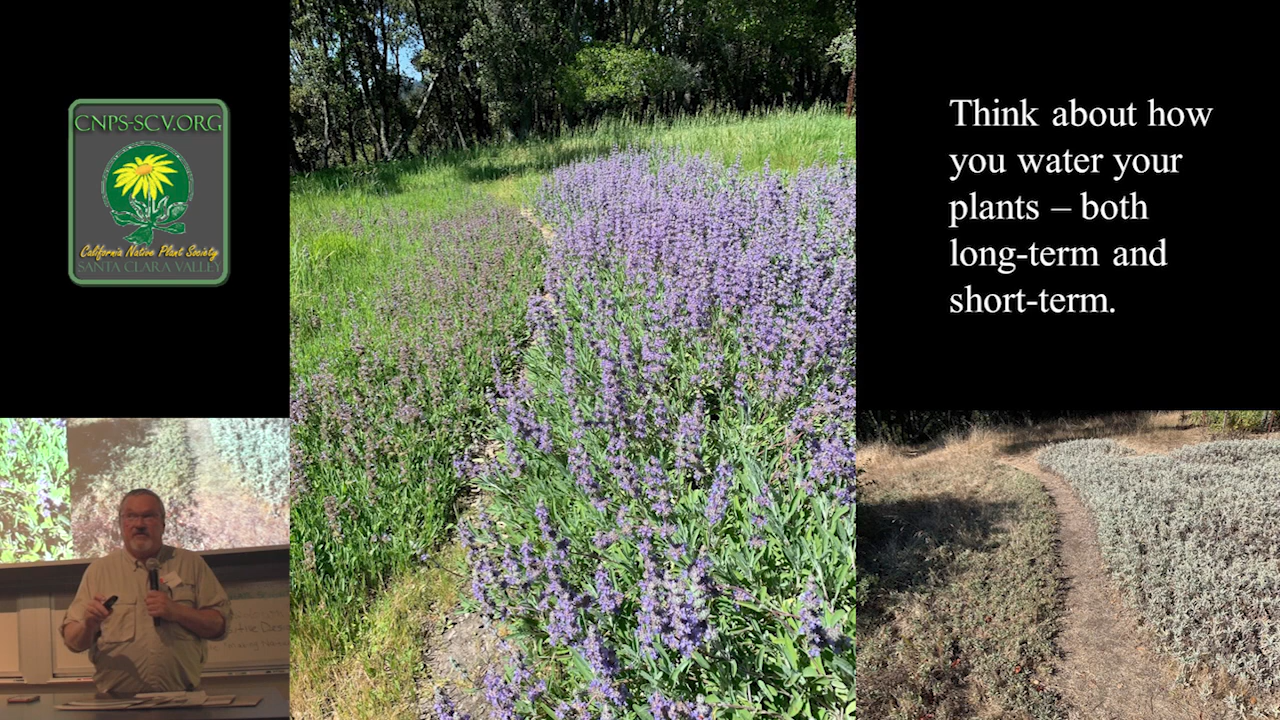 CNPS-SCV.ORG
California Native Plant Society
SANTA CLARA VALLEY
Think about how
you water your
plants – both
long-term and
short-term.